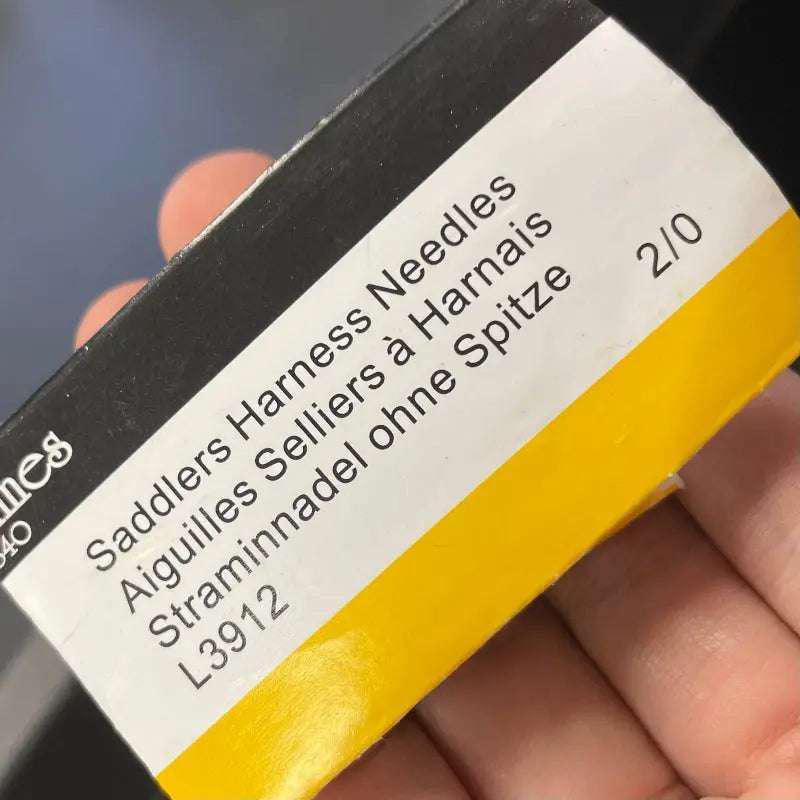 Saddlers Harness Needles
Aiguilles Selliers à Harnais
Straminnadel ohne Spitze
L3912
2/0